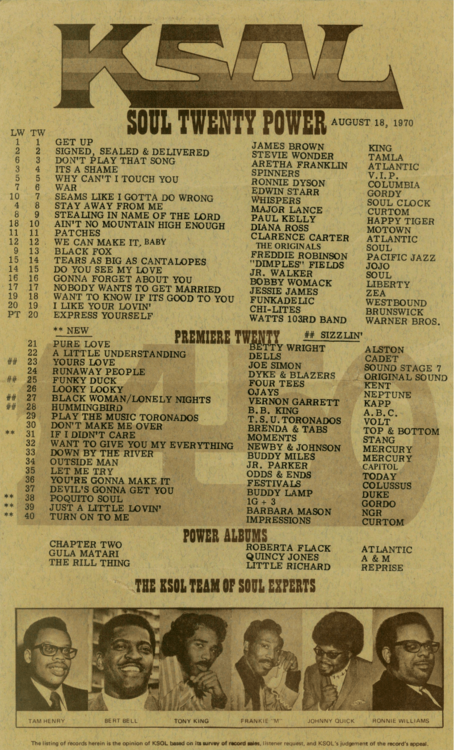 KSOL
SOUL TWENTY POWER AUGUST 18, 1970
LW TW
1 1 GET UP JAMES BROWN KING
2 2 SIGNED, SEALED & DELIVERED STEVIE WONDER TAMLA
6 3 DON'T PLAY THAT SONG ARETHA FRANKLIN ATLANTIC
3 4 ITS A SHAME SPINNERS V.I.P.
5 5 WHY CAN'T I TOUCH YOU RONNIE DYSON COLUMBIA
7 6 WAR EDWIN STARR GORDY
10 7 SEAMS LIKE I GOTTA DO WRONG WHISPERS SOUL CLOCK
4 8 STAY AWAY FROM ME MAJOR LANCE CURTOM
8 9 STEALING IN NAME OF THE LORD PAUL KELLY HAPPY TIGER
18 10 AIN'T NO MOUNTAIN HIGH ENOUGH DIANA ROSS MOTOWN
11 11 PATCHES CLARENCE CARTER ATLANTIC
12 12 WE CAN MAKE IT, BABY THE ORIGINALS SOUL
9 13 BLACK FOX FREDDIE ROBINSON PACIFIC JAZZ
15 14 TEARS AS BIG AS CANTALOPES "DIMPLES" FIELDS JOJO
14 15 DO YOU SEE MY LOVE JR. WALKER SOUL
16 16 GONNA FORGET ABOUT YOU BOBBY WOMACK LIBERTY
17 17 NOBODY WANTS TO GET MARRIED JESSIE JAMES ZEA
19 18 WANT TO KNOW IF ITS GOOD TO YOU FUNKADELIC WESTBOUND
20 19 I LIKE YOUR LOVIN' CHI-LITES BRUNSWICK
PT 20 EXPRESS YOURSELF WATTS 103RD BAND WARNER BROS.
** NEW PREMIERE TWENTY ## SIZZLIN'
21 PURE LOVE BETTY WRIGHT ALSTON
22 A LITTLE UNDERSTANDING DELLS CADET
## 23 YOURS LOVE JOE SIMON SOUND STAGE 7
24 RUNAWAY PEOPLE DYKE & BLAZERS ORIGINAL SOUND
## 25 FUNKY DUCK FOUR TEES KENT
26 LOOKY LOOKY OJAYS NEPTUNE
## 27 BLACK WOMAN/LONELY NIGHTS VERNON GARRETT KAPP
## 28 HUMMINGBIRD B.B. KING A.B.C.
29 PLAY THE MUSIC TORONADOS T.S.U. TORONADOS VOLT
30 DON'T MAKE ME OVER BRENDA & TABS TOP & BOTTOM
** 31 IF I DIDN'T CARE MOMENTS STANG
32 WANT TO GIVE YOU MY EVERYTHING NEWBY & JOHNSON MERCURY
33 DOWN BY THE RIVER BUDDY MILES MERCURY
34 OUTSIDE MAN JR. PARKER CAPITOL
35 LET ME TRY ODDS & ENDS TODAY
36 YOU'RE GONNA MAKE IT FESTIVALS COLUSSUS
37 DEVIL'S GONNA GET YOU BUDDY LAMP DUKE
** 38 POQUITO SOUL 1G + 3 GORDO
** 39 JUST A LITTLE LOVIN' BARBARA MASON NGR
** 40 TURN ON TO ME IMPRESSIONS CURTOM
POWER ALBUMS
CHAPTER TWO ROBERTA FLACK ATLANTIC
GULA MATARI QUINCY JONES A & M
THE RILL THING LITTLE RICHARD REPRISE
THE KSOL TEAM OF SOUL EXPERTS
TAM HENRY BERT BELL TONY KING FRANKIE "M" JOHNNY QUICK RONNIE WILLIAMS
The listing of records herein is the opinion of KSOL based on its survey of record sales, listener request, and KSOL's judgement of the record's appeal.